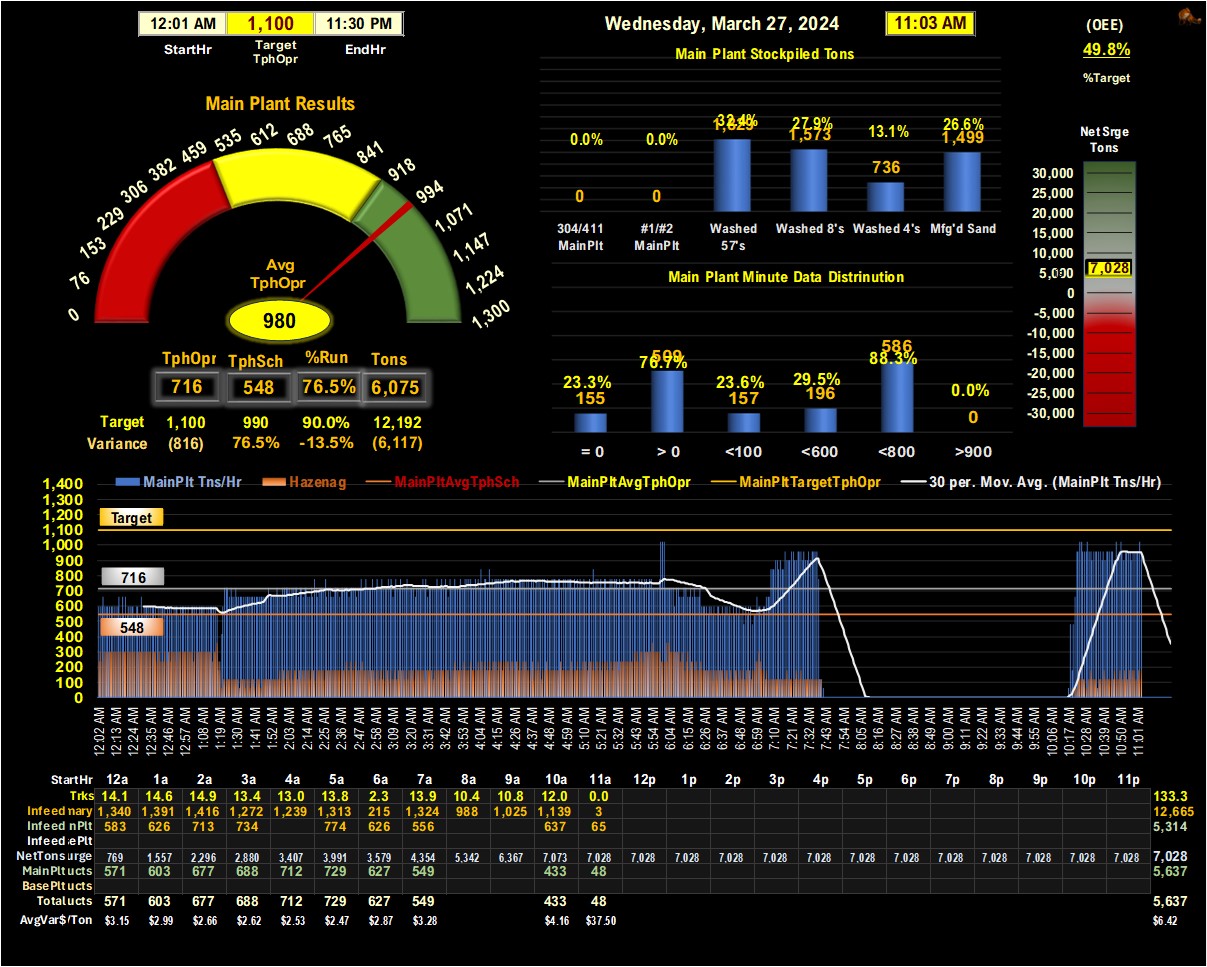 12:01 AM 1,100 11:30 PM
StartHr Target TphOpr EndHr
Wednesday, March 27, 2024 11:03 AM
(OEE)
49.8%
%Target
Main Plant Stockpiled Tons
0.0% 0.0% 32.4% 27.9% 13.1% 26.6%
0 0 1,829 1,573 736 1,499
304/411 MainPlt #1/#2 MainPlt Washed 57's Washed 8's Washed 4's Mfg'd Sand
Main Plant Results
0 76 153 229 306 382 459 535 612 688 765 841 918 994 1,071 1,147 1,224 1,300
Avg
TphOpr
980
TphOpr TphSch %Run Tons
716 548 76.5% 6,075
Target 1,100 990 90.0% 12,192
Variance (816) 76.5% -13.5% (6,117)
Net Srge
Tons
30,000
25,000
20,000
15,000
10,000
5,000
7,028
0
-5,000
-10,000
-15,000
-20,000
-25,000
-30,000
Main Plant Minute Data Distrinution
23.3% 76.7% 23.6% 29.5% 88.3% 0.0%
155 509 157 196 586 0
= 0 > 0 <100 <600 <800 >900
MainPlt Tns/Hr Hazenag MainPltAvgTphSch MainPltAvgTphOpr MainPltTargetTphOpr 30 per. Mov. Avg. (MainPlt Tns/Hr)
1,400
1,300
1,200
1,100
1,000
900
800
700
600
500
400
300
200
100
0
Target
716
548
12:02 AM 12:13 AM 12:24 AM 12:35 AM 12:46 AM 12:57 AM 1:08 AM 1:19 AM 1:30 AM 1:41 AM 1:52 AM 2:03 AM 2:14 AM 2:25 AM 2:36 AM 2:47 AM 2:58 AM 3:09 AM 3:20 AM 3:31 AM 3:42 AM 3:53 AM 4:04 AM 4:15 AM 4:26 AM 4:37 AM 4:48 AM 4:59 AM 5:10 AM 5:21 AM 5:32 AM 5:43 AM 5:54 AM 6:04 AM 6:15 AM 6:26 AM 6:37 AM 6:48 AM 6:59 AM 7:10 AM 7:21 AM 7:32 AM 7:43 AM 7:54 AM 8:05 AM 8:16 AM 8:27 AM 8:38 AM 8:49 AM 9:00 AM 9:11 AM 9:22 AM 9:33 AM 9:44 AM 9:55 AM 10:06 AM 10:17 AM 10:28 AM 10:39 AM 10:50 AM 11:01 AM
StartHr 12a 1a 2a 3a 4a 5a 6a 7a 8a 9a 10a 11a 12p 1p 2p 3p 4p 5p 6p 7p 8p 9p 10p 11p
Trks 14.1 14.6 14.9 13.4 13.0 13.8 2.3 13.9 10.4 10.8 12.0 0.0 133.3
Infeed nary 1,340 1,391 1,416 1,272 1,239 1,313 215 1,324 988 1,025 1,139 3 12,665
Infeed nPlt 583 626 713 734 774 626 556 637 65 5,314
Infeed ePlt
NetTons urge 769 1,557 2,296 2,880 3,407 3,991 3,579 4,354 5,342 6,367 7,073 7,028 7,028 7,028 7,028 7,028 7,028 7,028 7,028 7,028 7,028 7,028 7,028 7,028 7,028
MainPlt ucts 571 603 677 688 712 729 627 549 433 48 5,637
BasePlt ucts
Total ucts 571 603 677 688 712 729 627 549 433 48 5,637
AvgVar$/Ton $3.15 $2.99 $2.66 $2.62 $2.53 $2.47 $2.87 $3.28 $4.16 $37.50 $6.42